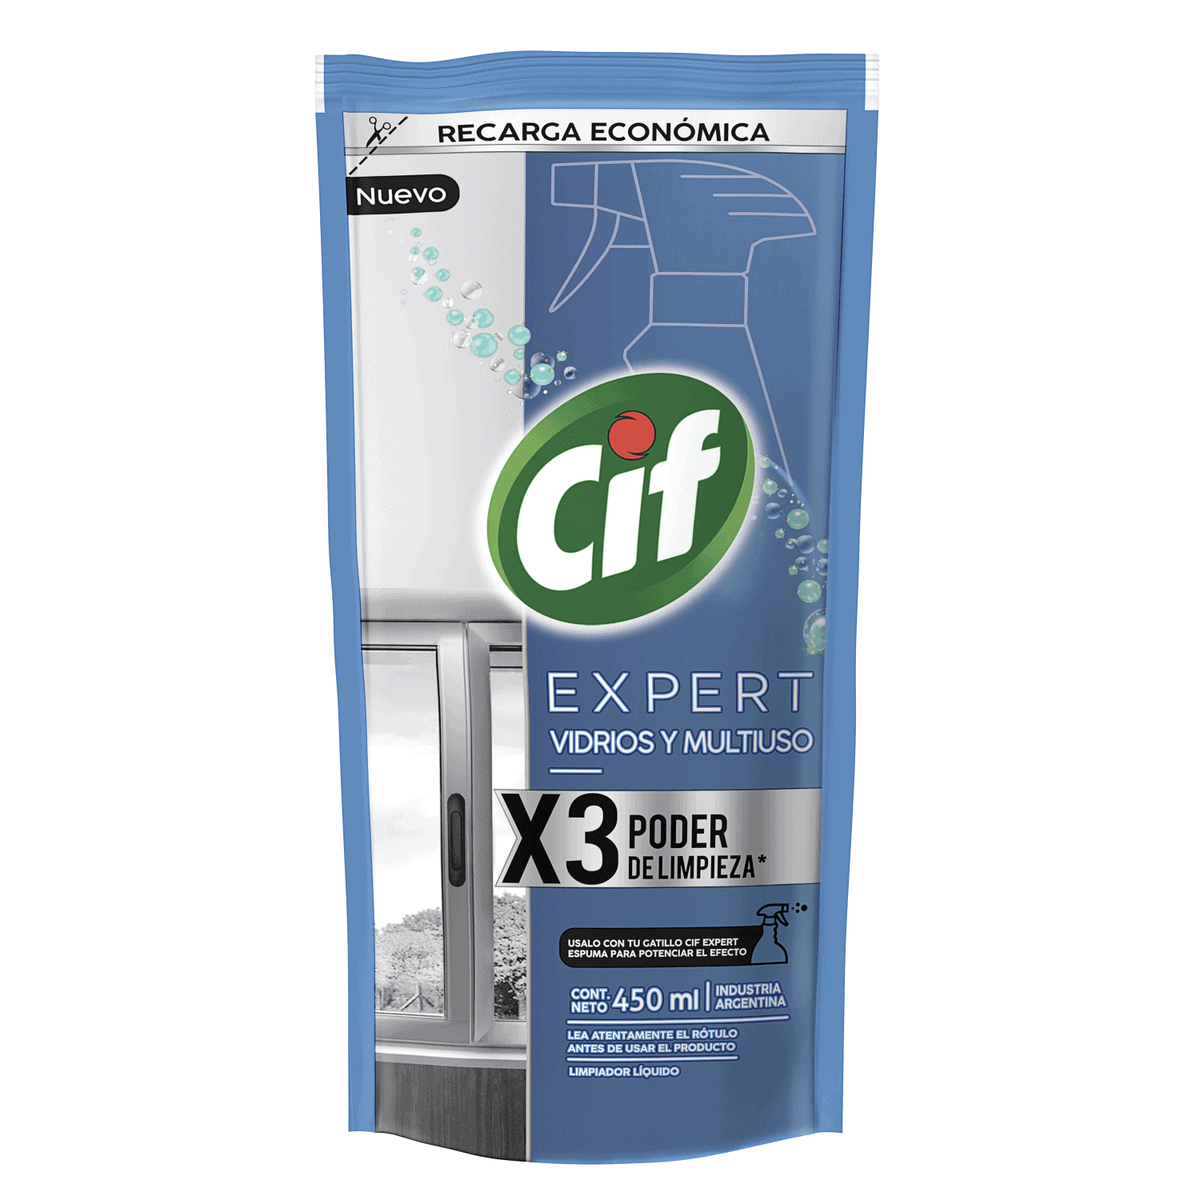 RECARGA ECONÓMICA
Nuevo
Cif
EXPERT
VIDRIOS Y MULTIUSO
X3 PODER
DE LIMPIEZA*
USALO CON TU GATILLO CIF EXPERT
ESPUMA PARA POTENCIAR EL EFECTO
CONT. NETO 450 ml | INDUSTRIA ARGENTINA
LEA ATENTAMENTE EL RÓTULO
ANTES DE USAR EL PRODUCTO
LIMPIADOR LÍQUIDO